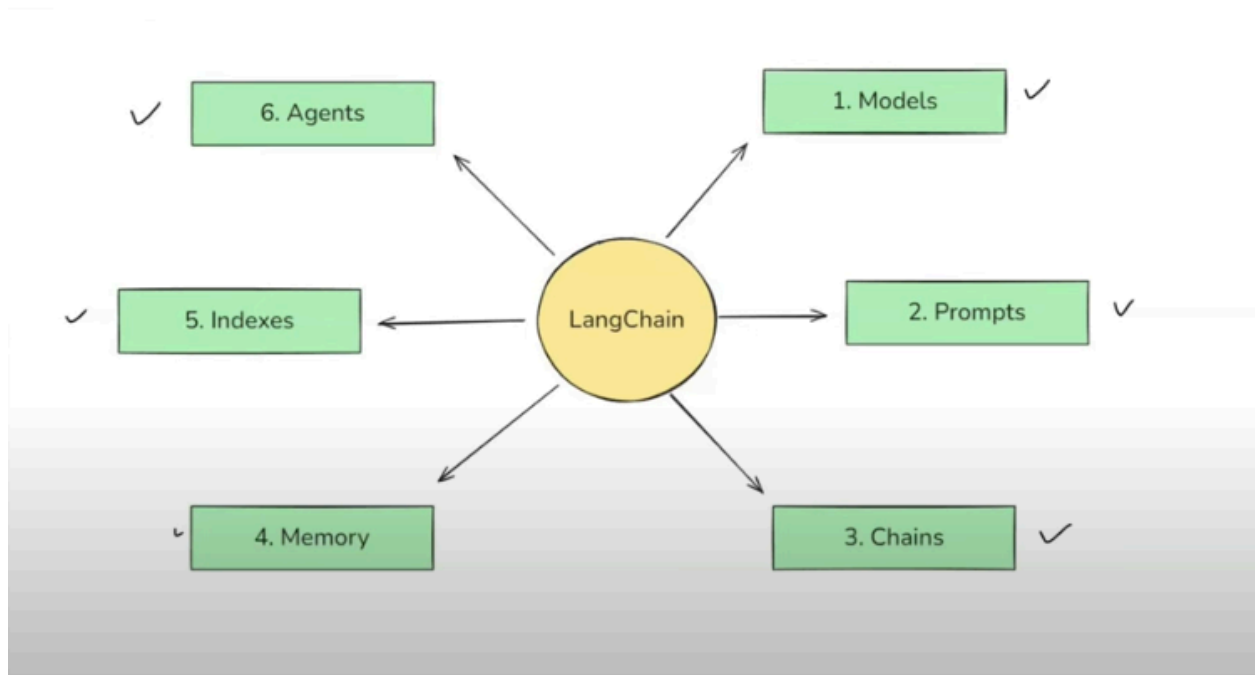 6. Agents
1. Models
5. Indexes
LangChain
2. Prompts
4. Memory
3. Chains